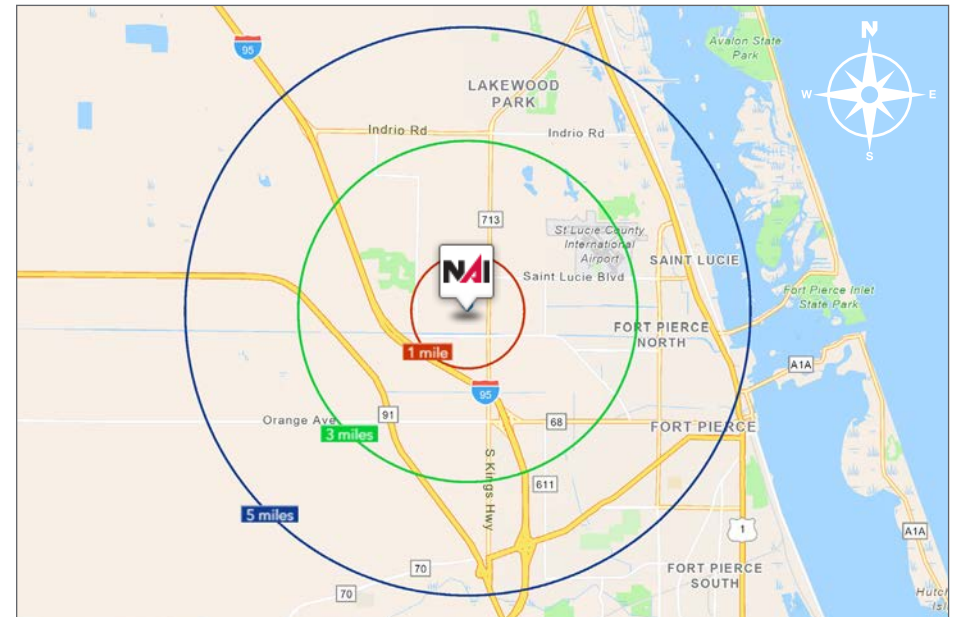 N
W
E
S
95
Avalon State
Park
LAKEWOOD
PARK
Indrio Rd
Indrio Rd
713
St Lucie County
International
Airport
SAINT LUCIE
NAI
Saint Lucie Blvd
Fort Pierce Inlet
State Park
FORT PIERCE
NORTH
1 mile
A1A
95
Orange Ave
91
68
FORT PIERCE
3 miles
S Kings Hwy
611
5 miles
1
A1A
70
FORT PIERCE
SOUTH
70